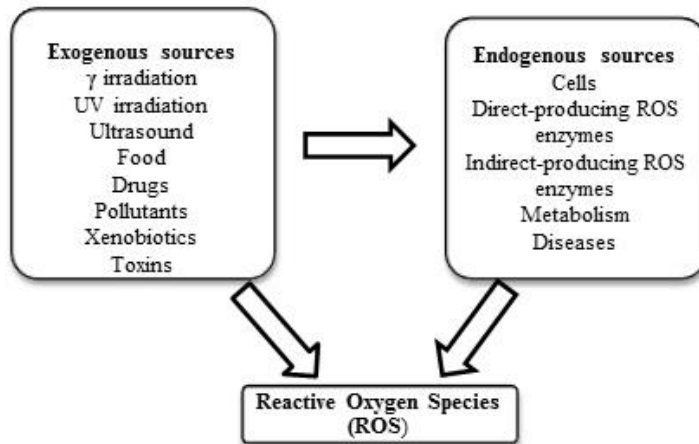 Exogenous sources
γ irradiation
UV irradiation
Ultrasound
Food
Drugs
Pollutants
Xenobiotics
Toxins
Endogenous sources
Cells
Direct-producing ROS
enzymes
Indirect-producing ROS
enzymes
Metabolism
Diseases
Reactive Oxygen Species
(ROS)